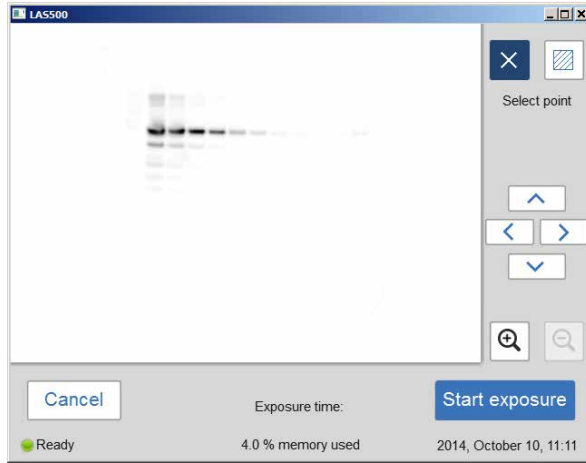 LAS500
Select point
Cancel
Exposure time:
Start exposure
Ready
4.0 % memory used
2014, October 10, 11:11